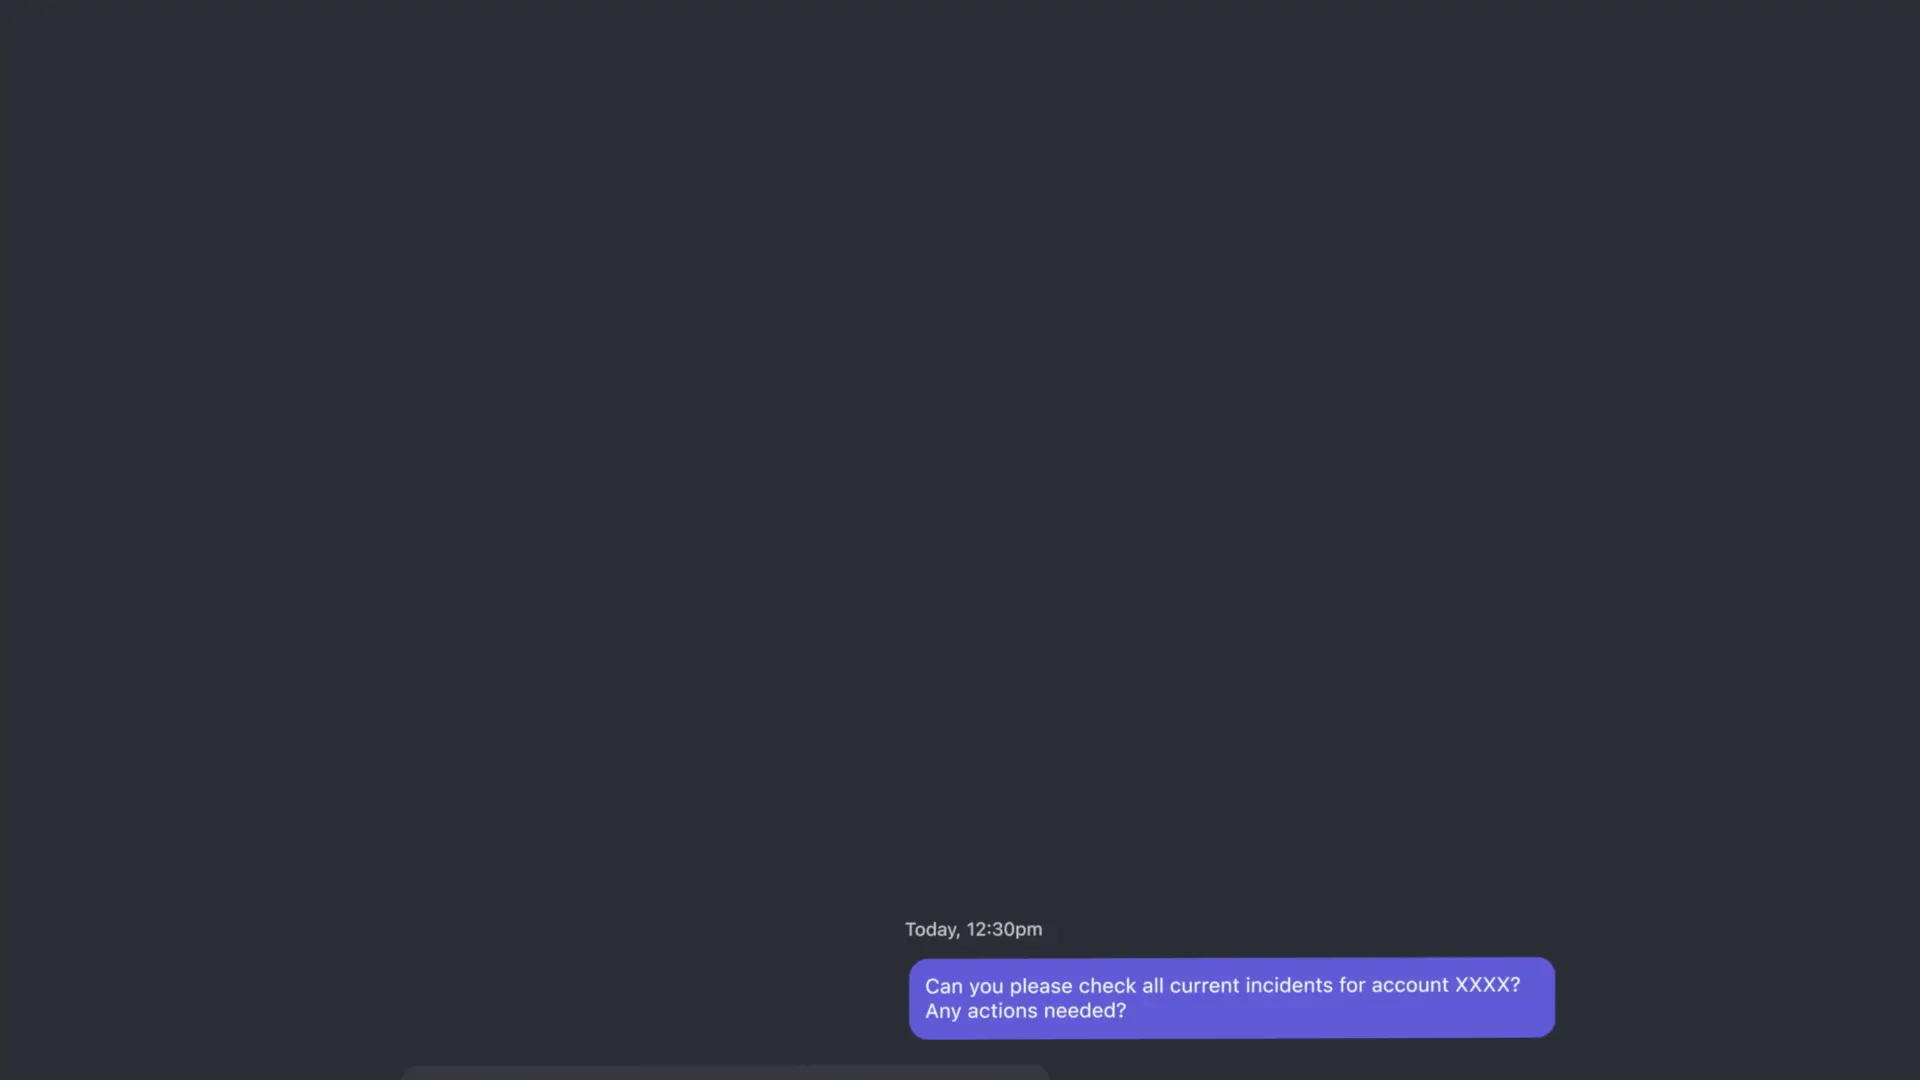 Today, 12:30pm
Can you please check all current incidents for account XXXX?
Any actions needed?